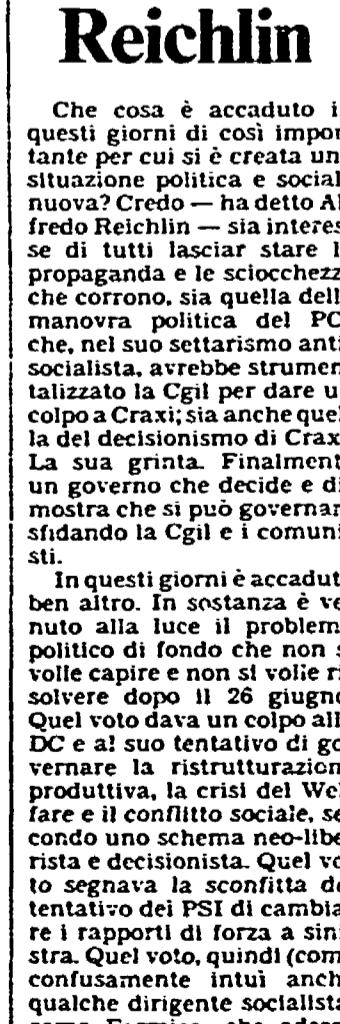 Reichlin
Che cosa è accaduto i
questi giorni di così impor
tante per cui si è creata un
situazione politica e social
nuova? Credo — ha detto Al
fredo Reichlin — sia interes
se di tutti lasciar stare l
propaganda e le sciocchezz
che corrono, sia quella dell
manovra politica del PC
che, nel suo settarismo anti
socialista, avrebbe strumen
talizzato la Cgil per dare u
colpo a Craxi; sia anche quel
la del decisionismo di Crax
La sua grinta. Finalment
un governo che decide e di
mostra che si può governar
sfidando la Cgil e i comuni
sti.
In questi giorni è accadut
ben altro. In sostanza è ve
nuto alla luce il problem
politico di fondo che non s
volle capire e non si volle ri
solvere dopo il 26 giugno
Quel voto dava un colpo all
DC e al suo tentativo di go
vernare la ristrutturazion
produttiva, la crisi del Wel
fare e il conflitto sociale, se
condo uno schema neo-libe
rista e decisionista. Quel vo
to segnava la sconfitta de
tentativo dei PSI di cambia
re i rapporti di forza a sini
stra. Quel voto, quindi (com
confusamente intuì anch
qualche dirigente socialista